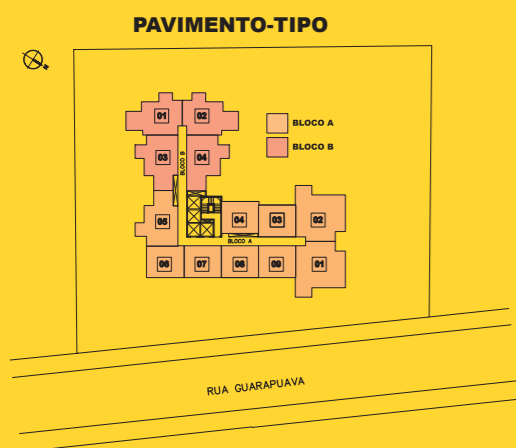 PAVIMENTO-TIPO
01 02
BLOCO A
BLOCO B
03 04
BLOCO B
05
04 03 02
BLOCO A
06 07 08 09 01
RUA GUARAPUAVA